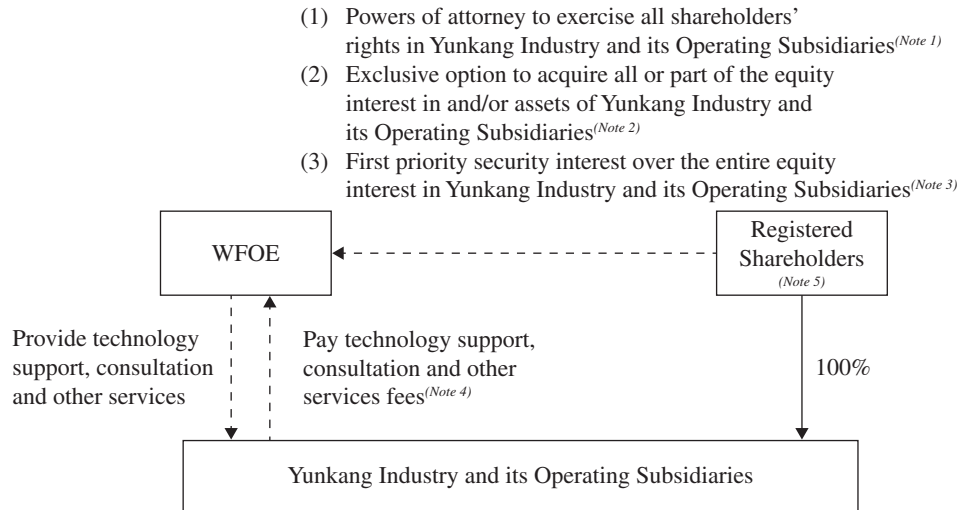 (1) Powers of attorney to exercise all shareholders’
rights in Yunkang Industry and its Operating Subsidiaries(Note 1)
(2) Exclusive option to acquire all or part of the equity
interest in and/or assets of Yunkang Industry and
its Operating Subsidiaries(Note 2)
(3) First priority security interest over the entire equity
interest in Yunkang Industry and its Operating Subsidiaries(Note 3)
WFOE
Registered
Shareholders
(Note 5)
Provide technology
support, consultation
and other services
Pay technology support,
consultation and other
services fees(Note 4)
100%
Yunkang Industry and its Operating Subsidiaries